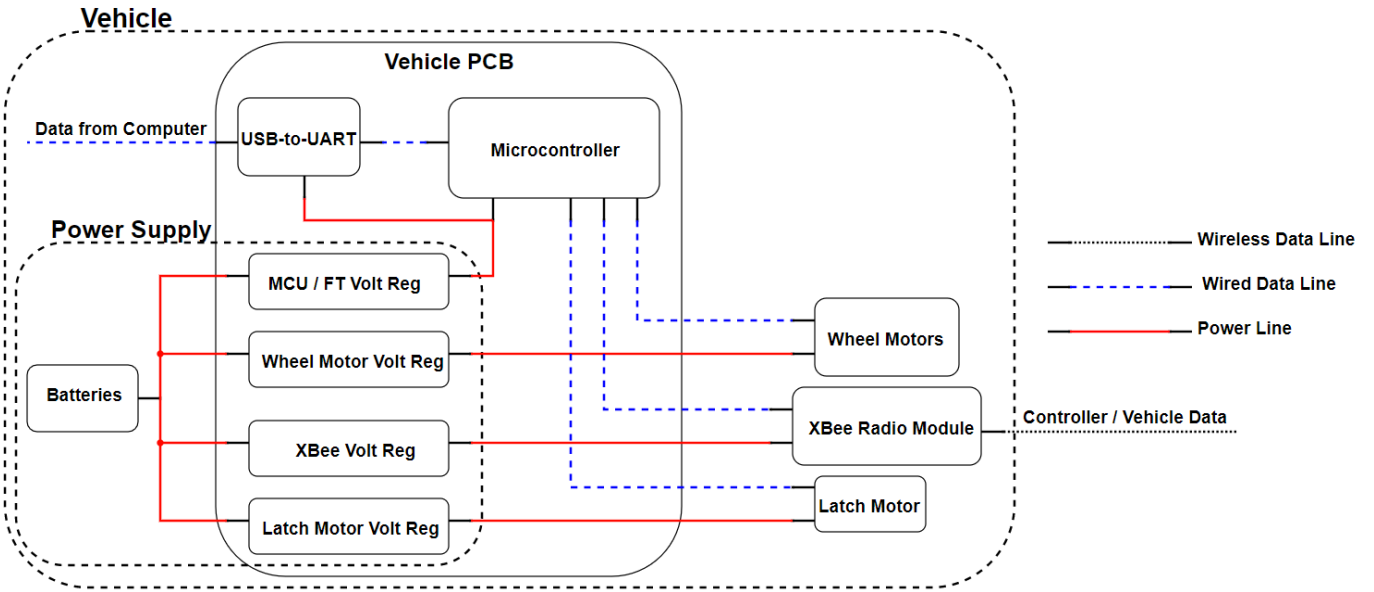 Vehicle
Vehicle PCB
Data from Computer
USB-to-UART
Microcontroller
Power Supply
MCU / FT Volt Reg
Wheel Motor Volt Reg
Batteries
XBee Volt Reg
Latch Motor Volt Reg
Wheel Motors
XBee Radio Module
Latch Motor
Controller / Vehicle Data
Wireless Data Line
Wired Data Line
Power Line